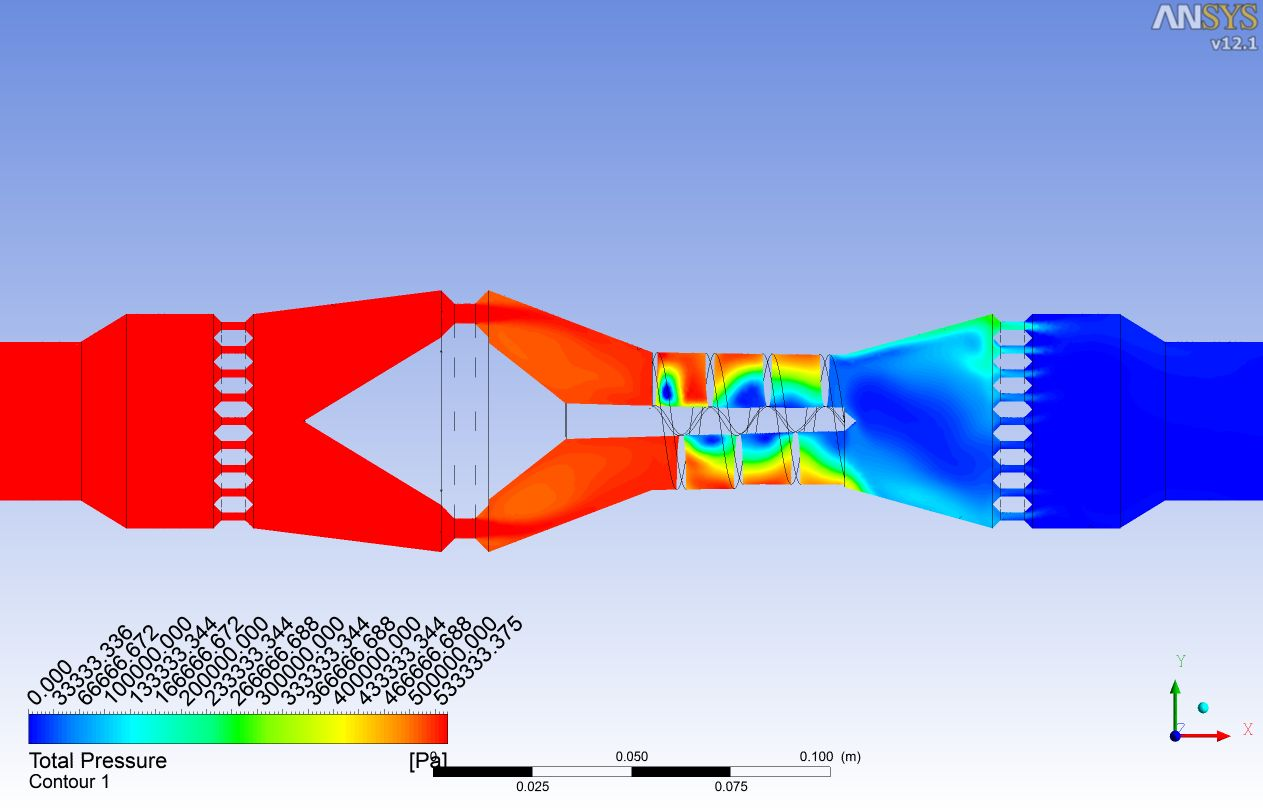 ANSYS
v12.1
0.000
33333.336
66666.672
100000.000
133333.344
166666.672
200000.000
233333.344
266666.688
300000.000
333333.344
366666.688
400000.000
433333.344
466666.688
500000.000
533333.375
Total Pressure
[Pa]
Contour 1
0
0.050
0.100 (m)
0.025
0.075
Y
Z
X